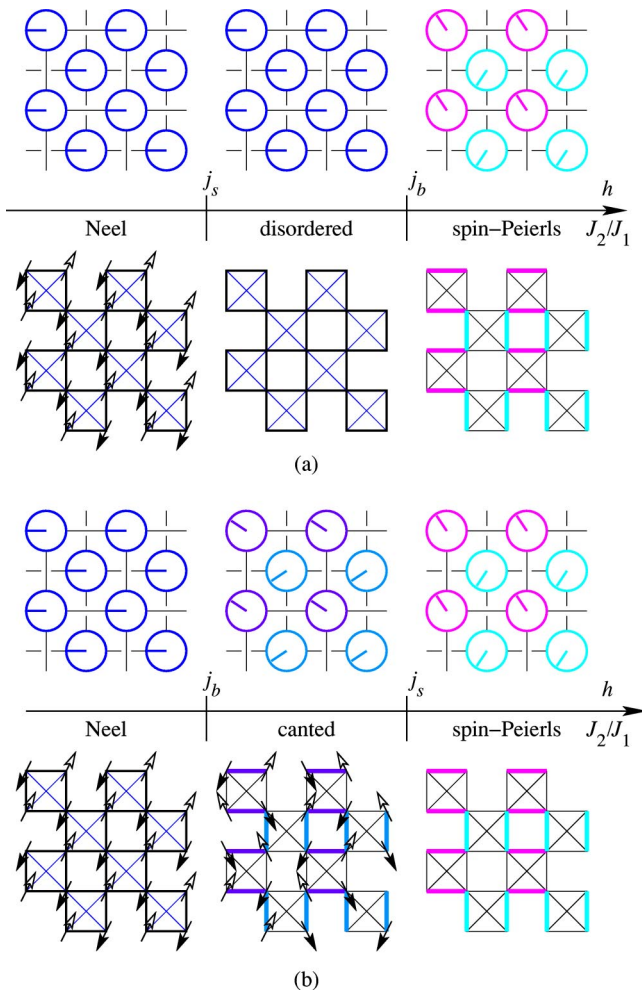 j_s j_b h
Neel disordered spin-Peierls J_2/J_1
(a)
j_b j_s h
Neel canted spin-Peierls J_2/J_1
(b)